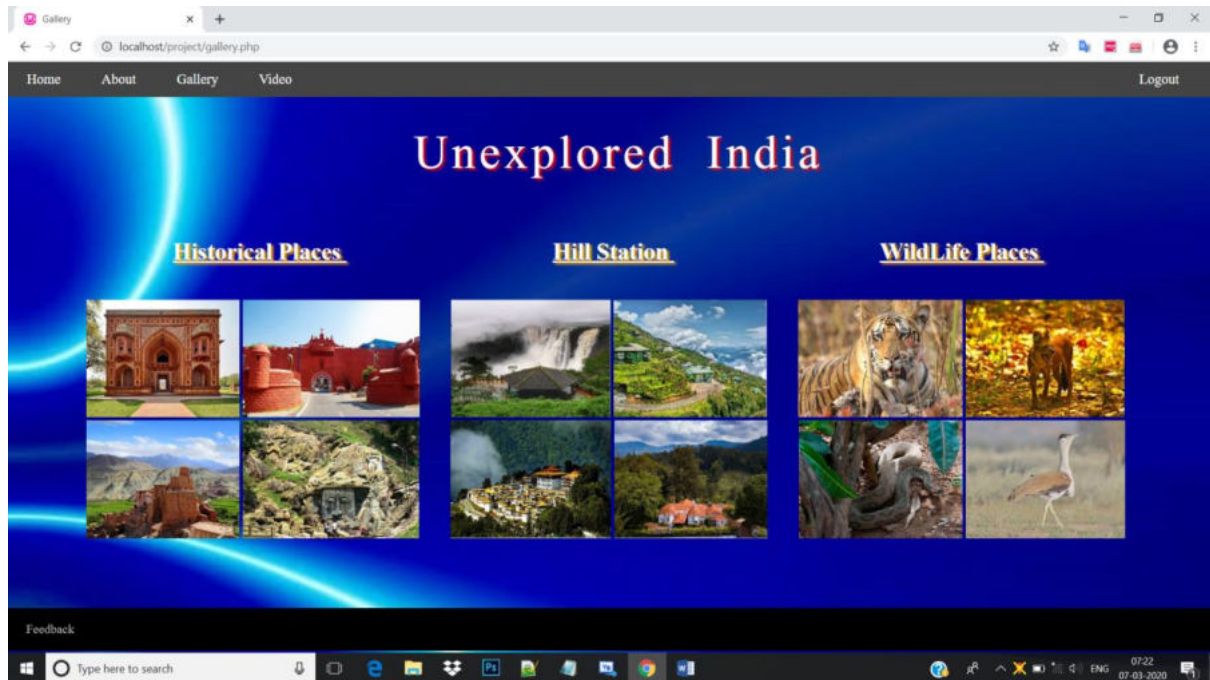 Gallery
localhost/project/gallery.php
Home About Gallery Video Logout
Unexplored India
Historical Places Hill Station WildLife Places
Feedback
Type here to search
Ps
ENG
07:22
07-03-2020